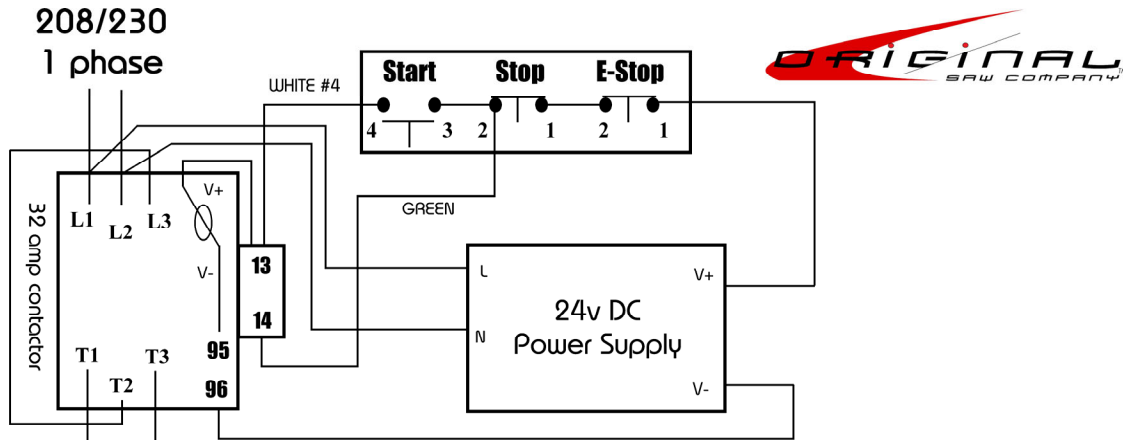 208/230
1 phase
ORIGINAL
SAW COMPANY
Start Stop E-Stop
WHITE #4
4 3 2 1 2 1
GREEN
32 amp contactor
L1 L2 L3
V+
V-
13
14
95
96
T1 T2 T3
L
N
24v DC
Power Supply
V+
V-